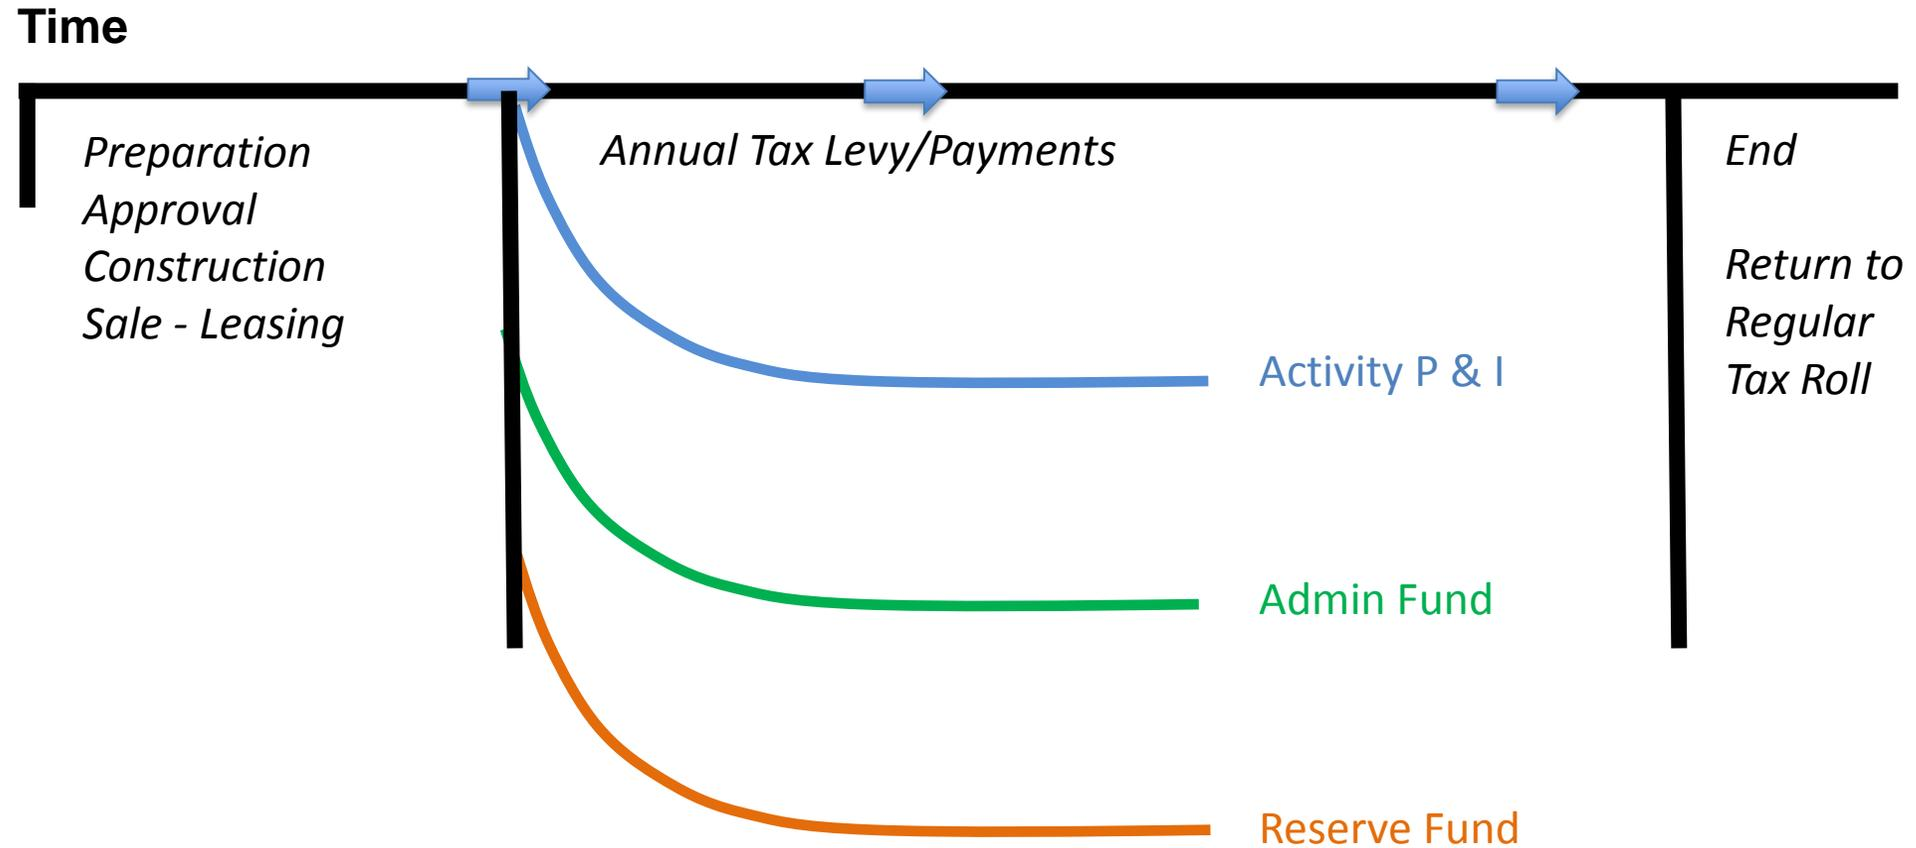 Time
Preparation
Approval
Construction
Sale - Leasing
Annual Tax Levy/Payments
Activity P & I
Admin Fund
Reserve Fund
End
Return to
Regular
Tax Roll